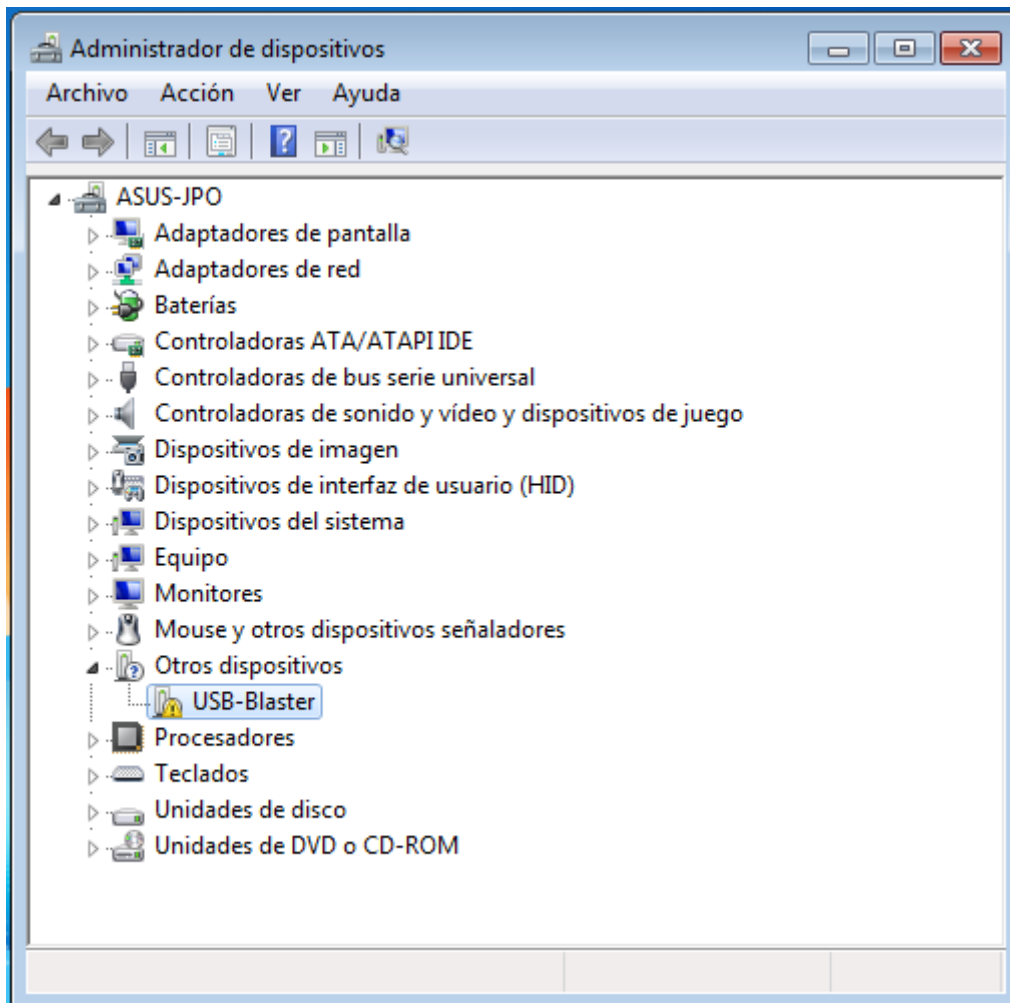 Administrador de dispositivos
Archivo Acción Ver Ayuda
ASUS-JPO
Adaptadores de pantalla
Adaptadores de red
Baterías
Controladoras ATA/ATAPI IDE
Controladoras de bus serie universal
Controladoras de sonido y vídeo y dispositivos de juego
Dispositivos de imagen
Dispositivos de interfaz de usuario (HID)
Dispositivos del sistema
Equipo
Monitores
Mouse y otros dispositivos señaladores
Otros dispositivos
USB-Blaster
Procesadores
Teclados
Unidades de disco
Unidades de DVD o CD-ROM